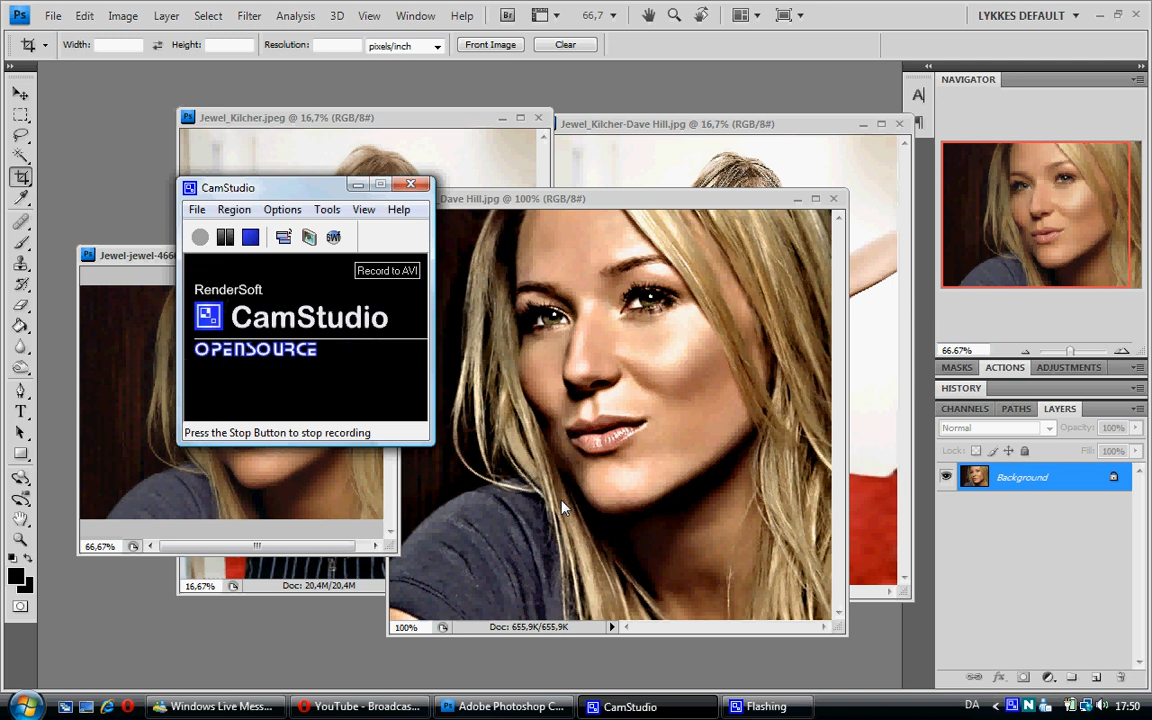 Ps File Edit Image Layer Select Filter Analysis 3D View Window Help Br 66,7 LYKKES DEFAULT
Width: Height: Resolution: pixels/inch Front Image Clear
NAVIGATOR
Jewel_Kilcher.jpeg @ 16,7% (RGB/8#)
Jewel_Kilcher-Dave Hill.jpg @ 16,7% (RGB/8#)
CamStudio
Dave Hill.jpg @ 100% (RGB/8#)
File Region Options Tools View Help
Jewel-jewel-466
Record to AVI
RenderSoft
CamStudio
OPENSOURCE
Press the Stop Button to stop recording
66,67%
16,67% Doc: 20,4M/20,4M
100% Doc: 655,9K/655,9K
66.67%
MASKS ACTIONS ADJUSTMENTS
HISTORY
CHANNELS PATHS LAYERS
Normal Opacity: 100%
Lock: Fill: 100%
Background
Windows Live Mess... YouTube - Broadcas... Adobe Photoshop C... CamStudio Flashing DA 17:50